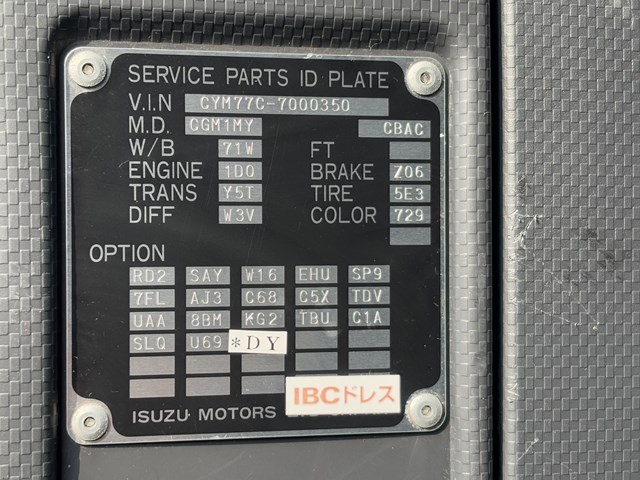 SERVICE PARTS ID PLATE
V.I.N CYM77C-7000350
M.D. CGM1MY CBAC
W/B 71W FT
ENGINE 1D0 BRAKE Z06
TRANS Y5T TIRE 5E3
DIFF W3V COLOR 729
OPTION
RD2 SAY W16 EHU SP9
7FL AJ3 C68 C5X TDV
UAA 8BM KG2 TBU C1A
SLQ U69 *DY
IBCドレス
ISUZU MOTORS